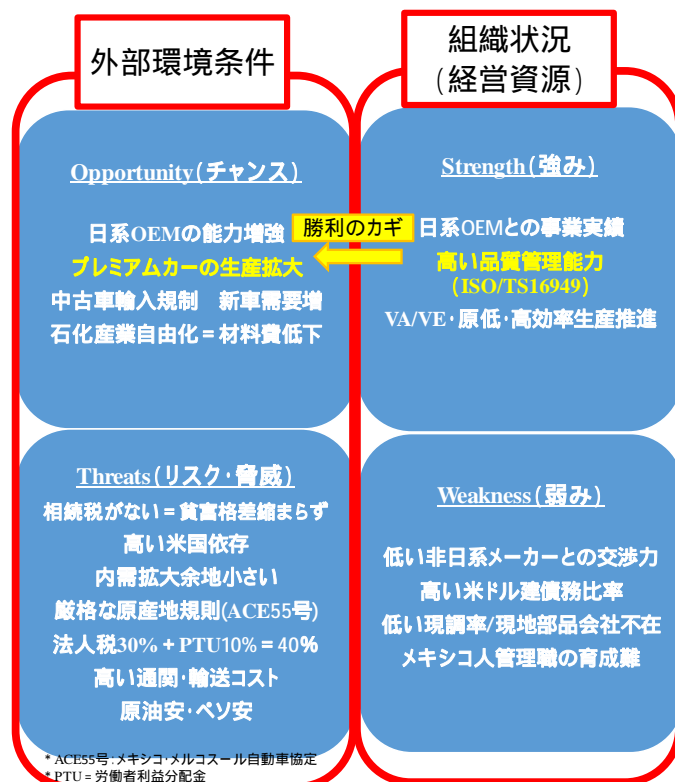 外部環境条件
組織状況
(経営資源)
Opportunity(チャンス)
日系OEMの能力増強
プレミアムカーの生産拡大
中古車輸入規制　新車需要増
石化産業自由化＝材料費低下
勝利のカギ
Strength(強み)
日系OEMとの事業実績
高い品質管理能力
(ISO/TS16949)
VA/VE・原低・高効率生産推進
Threats(リスク・脅威)
相続税がない＝貧富格差縮まらず
高い米国依存
内需拡大余地小さい
厳格な原産地規則(ACE55号)
法人税30%＋PTU10%＝40%
高い通関・輸送コスト
原油安・ペソ安
Weakness(弱み)
低い非日系メーカーとの交渉力
高い米ドル建債務比率
低い現調率/現地部品会社不在
メキシコ人管理職の育成難
* ACE55号：メキシコ・メルコスール自動車協定
* PTU = 労働者利益分配金